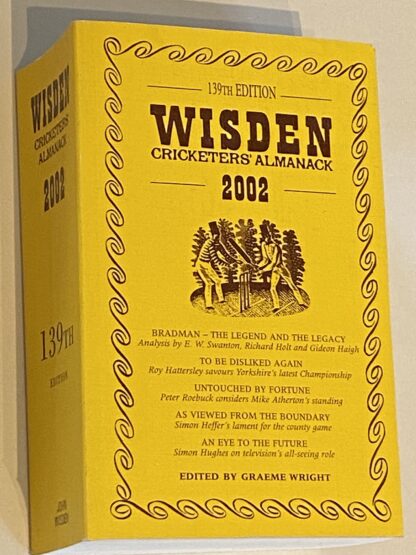 WISDEN
CRICKETERS'
ALMANACK
2002
139TH
EDITION
JOHN
WISDEN
139TH EDITION
WISDEN
CRICKETERS' ALMANACK
2002
BRADMAN – THE LEGEND AND THE LEGACY
Analysis by E. W. Swanton, Richard Holt and Gideon Haigh
TO BE DISLIKED AGAIN
Roy Hattersley savours Yorkshire's latest Championship
UNTOUCHED BY FORTUNE
Peter Roebuck considers Mike Atherton's standing
AS VIEWED FROM THE BOUNDARY
Simon Heffer's lament for the county game
AN EYE TO THE FUTURE
Simon Hughes on television's all-seeing role
EDITED BY GRAEME WRIGHT